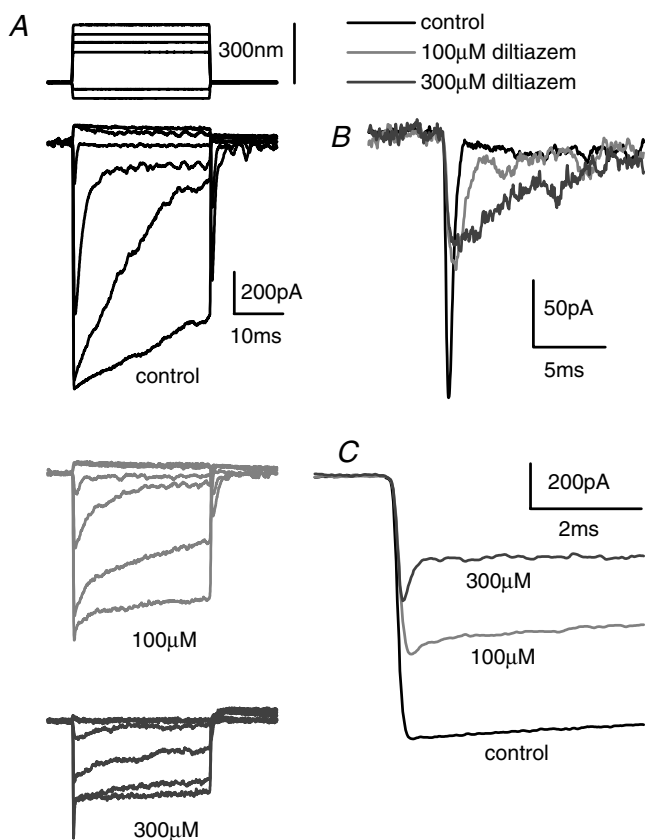 A
300nm
control
100μM diltiazem
300μM diltiazem
B
200pA
10ms
control
50pA
5ms
C
200pA
2ms
300μM
100μM
control
100μM
300μM